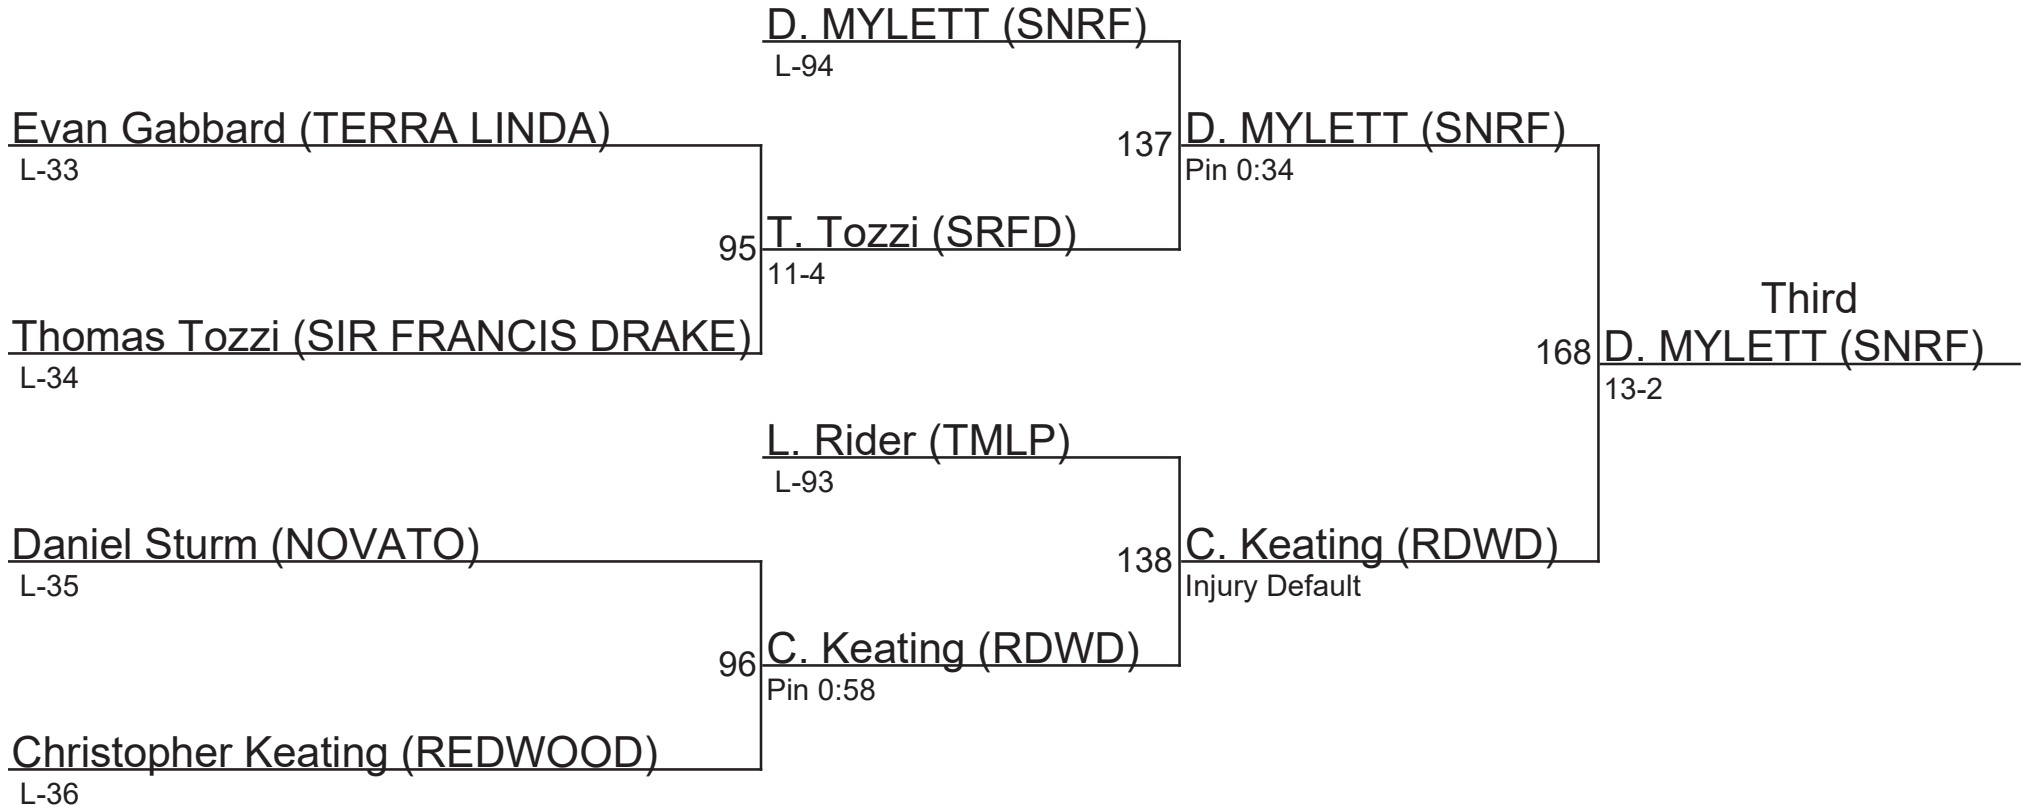 D. MYLETT (SNRF)
L-94
Evan Gabbard (TERRA LINDA)
L-33
137
D. MYLETT (SNRF)
Pin 0:34
95
T. Tozzi (SRFD)
11-4
Thomas Tozzi (SIR FRANCIS DRAKE)
L-34
Third
168
D. MYLETT (SNRF)
13-2
L. Rider (TMLP)
L-93
Daniel Sturm (NOVATO)
L-35
138
C. Keating (RDWD)
Injury Default
96
C. Keating (RDWD)
Pin 0:58
Christopher Keating (REDWOOD)
L-36